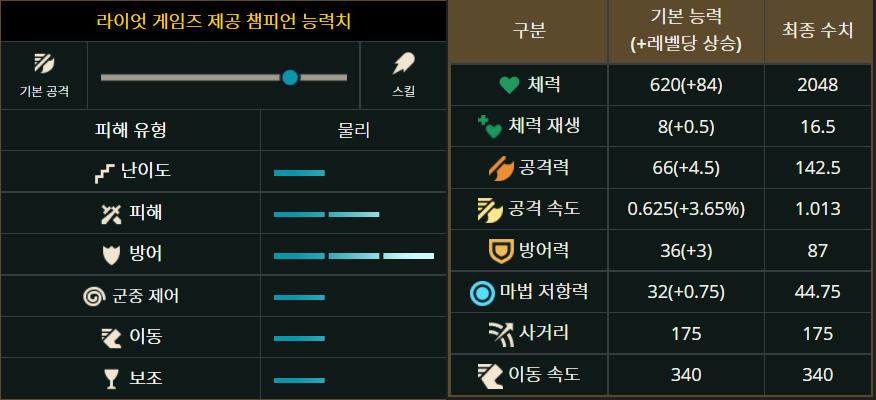 라이엇 게임즈 제공 챔피언 능력치
기본 공격
스킬
피해 유형 물리
난이도
피해
방어
군중 제어
이동
보조
구분 기본 능력 (+레벨당 상승) 최종 수치
체력 620(+84) 2048
체력 재생 8(+0.5) 16.5
공격력 66(+4.5) 142.5
공격 속도 0.625(+3.65%) 1.013
방어력 36(+3) 87
마법 저항력 32(+0.75) 44.75
사거리 175 175
이동 속도 340 340